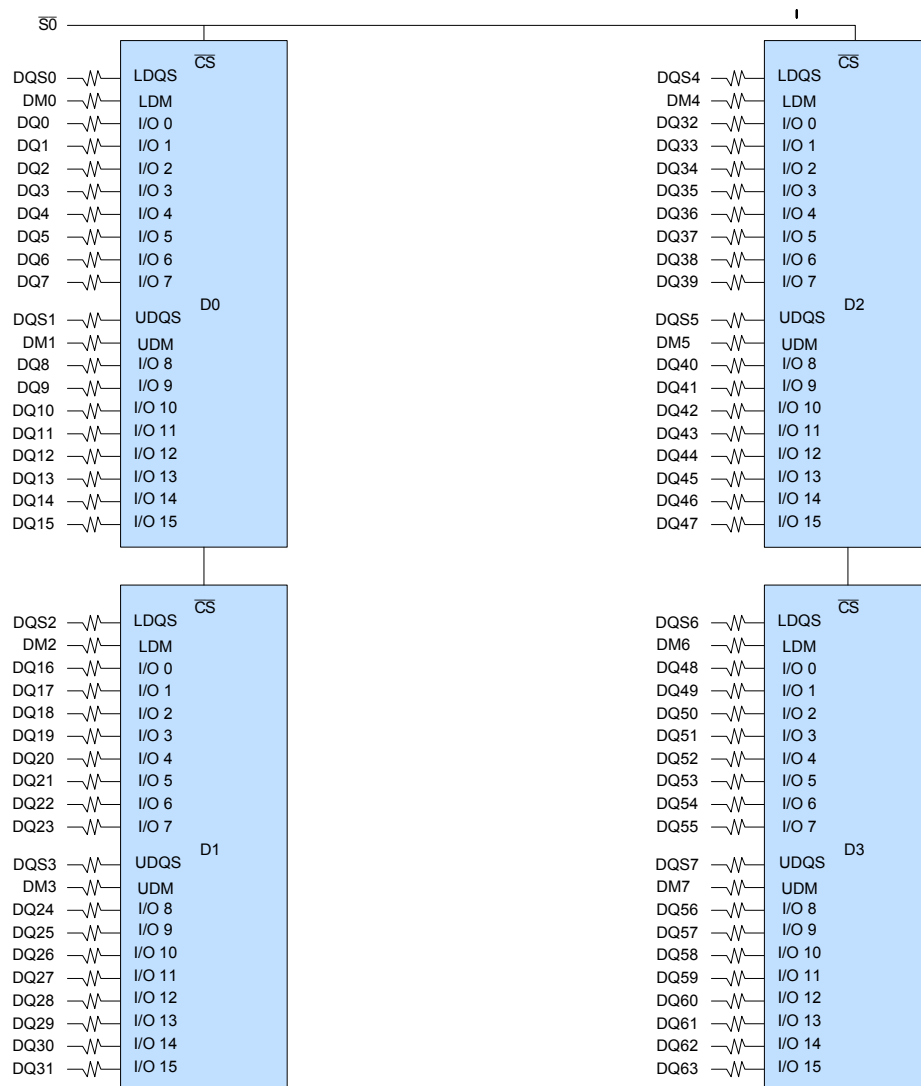 S0
CS
DQS0 LDQS
DM0 LDM
DQ0 I/O 0
DQ1 I/O 1
DQ2 I/O 2
DQ3 I/O 3
DQ4 I/O 4
DQ5 I/O 5
DQ6 I/O 6
DQ7 I/O 7
D0
DQS1 UDQS
DM1 UDM
DQ8 I/O 8
DQ9 I/O 9
DQ10 I/O 10
DQ11 I/O 11
DQ12 I/O 12
DQ13 I/O 13
DQ14 I/O 14
DQ15 I/O 15
CS
DQS4 LDQS
DM4 LDM
DQ32 I/O 0
DQ33 I/O 1
DQ34 I/O 2
DQ35 I/O 3
DQ36 I/O 4
DQ37 I/O 5
DQ38 I/O 6
DQ39 I/O 7
D2
DQS5 UDQS
DM5 UDM
DQ40 I/O 8
DQ41 I/O 9
DQ42 I/O 10
DQ43 I/O 11
DQ44 I/O 12
DQ45 I/O 13
DQ46 I/O 14
DQ47 I/O 15
CS
DQS2 LDQS
DM2 LDM
DQ16 I/O 0
DQ17 I/O 1
DQ18 I/O 2
DQ19 I/O 3
DQ20 I/O 4
DQ21 I/O 5
DQ22 I/O 6
DQ23 I/O 7
D1
DQS3 UDQS
DM3 UDM
DQ24 I/O 8
DQ25 I/O 9
DQ26 I/O 10
DQ27 I/O 11
DQ28 I/O 12
DQ29 I/O 13
DQ30 I/O 14
DQ31 I/O 15
CS
DQS6 LDQS
DM6 LDM
DQ48 I/O 0
DQ49 I/O 1
DQ50 I/O 2
DQ51 I/O 3
DQ52 I/O 4
DQ53 I/O 5
DQ54 I/O 6
DQ55 I/O 7
D3
DQS7 UDQS
DM7 UDM
DQ56 I/O 8
DQ57 I/O 9
DQ58 I/O 10
DQ59 I/O 11
DQ60 I/O 12
DQ61 I/O 13
DQ62 I/O 14
DQ63 I/O 15